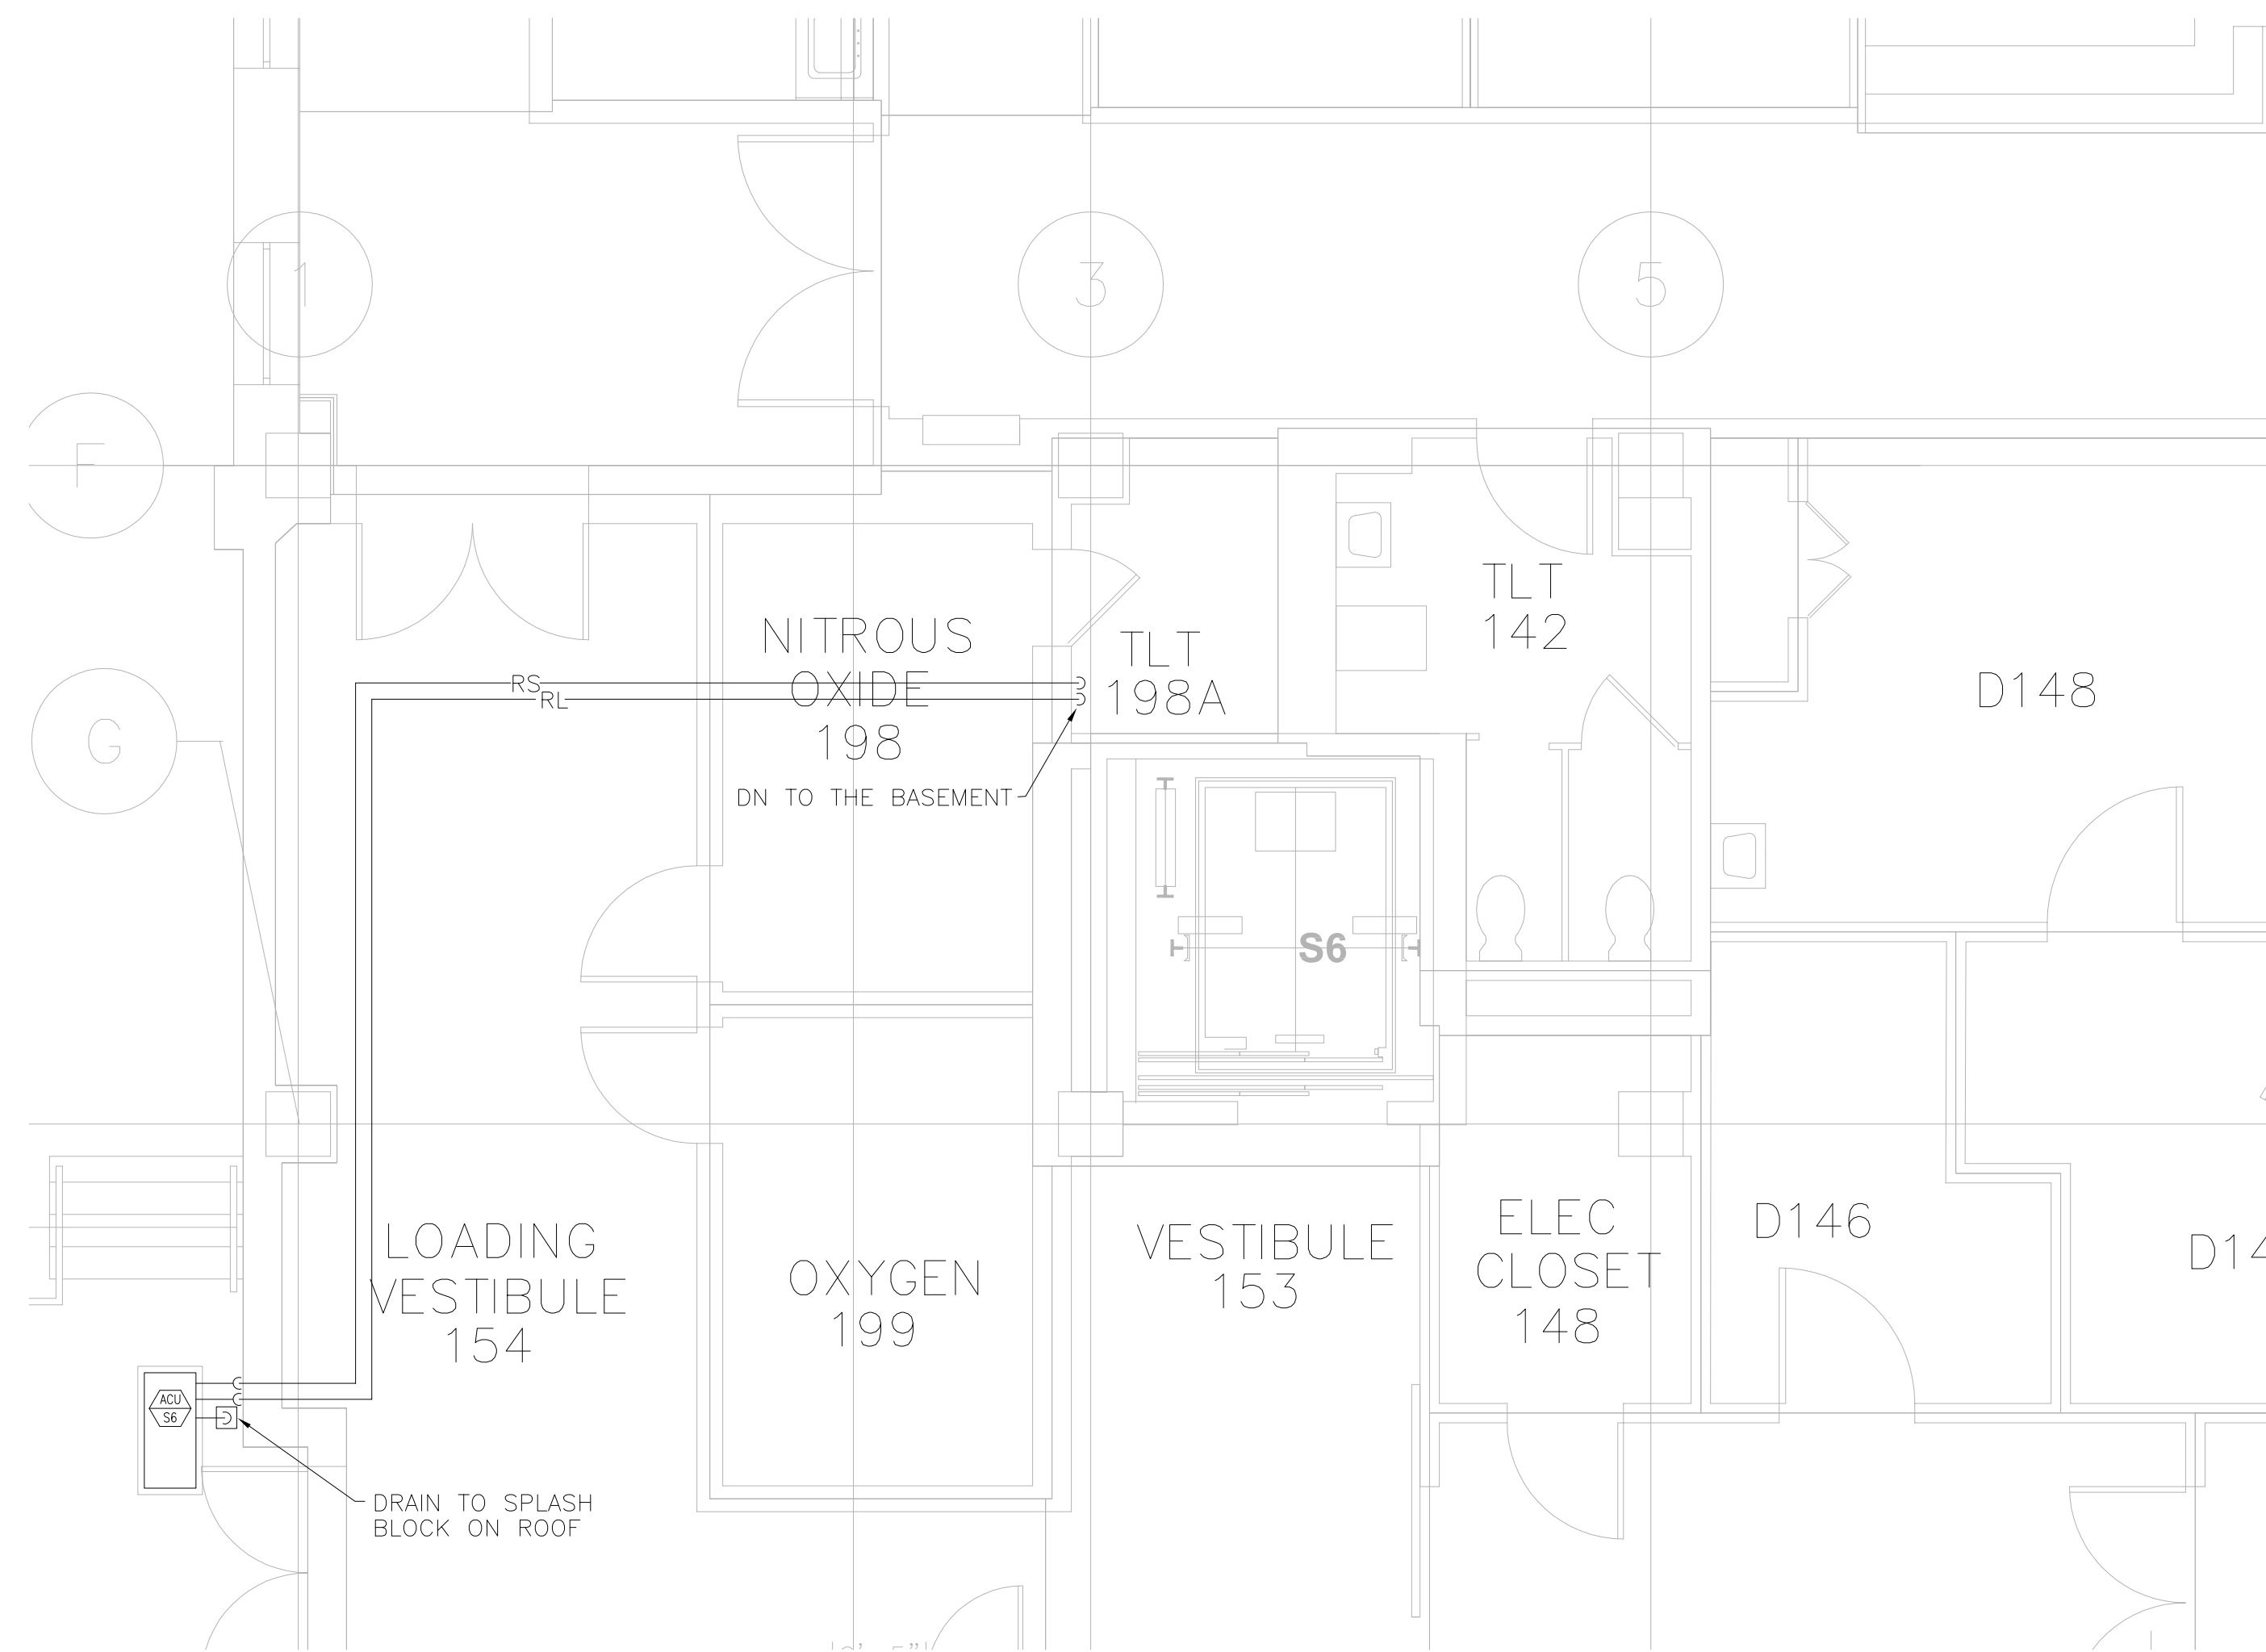 1
3
5
F
G
NITROUS
OXIDE
198
TLT
198A
TLT
142
D148
RS
RL
DN TO THE BASEMENT
S6
LOADING
VESTIBULE
154
OXYGEN
199
VESTIBULE
153
ELEC
CLOSET
148
D146
D14
ACU
S6
DRAIN TO SPLASH
BLOCK ON ROOF